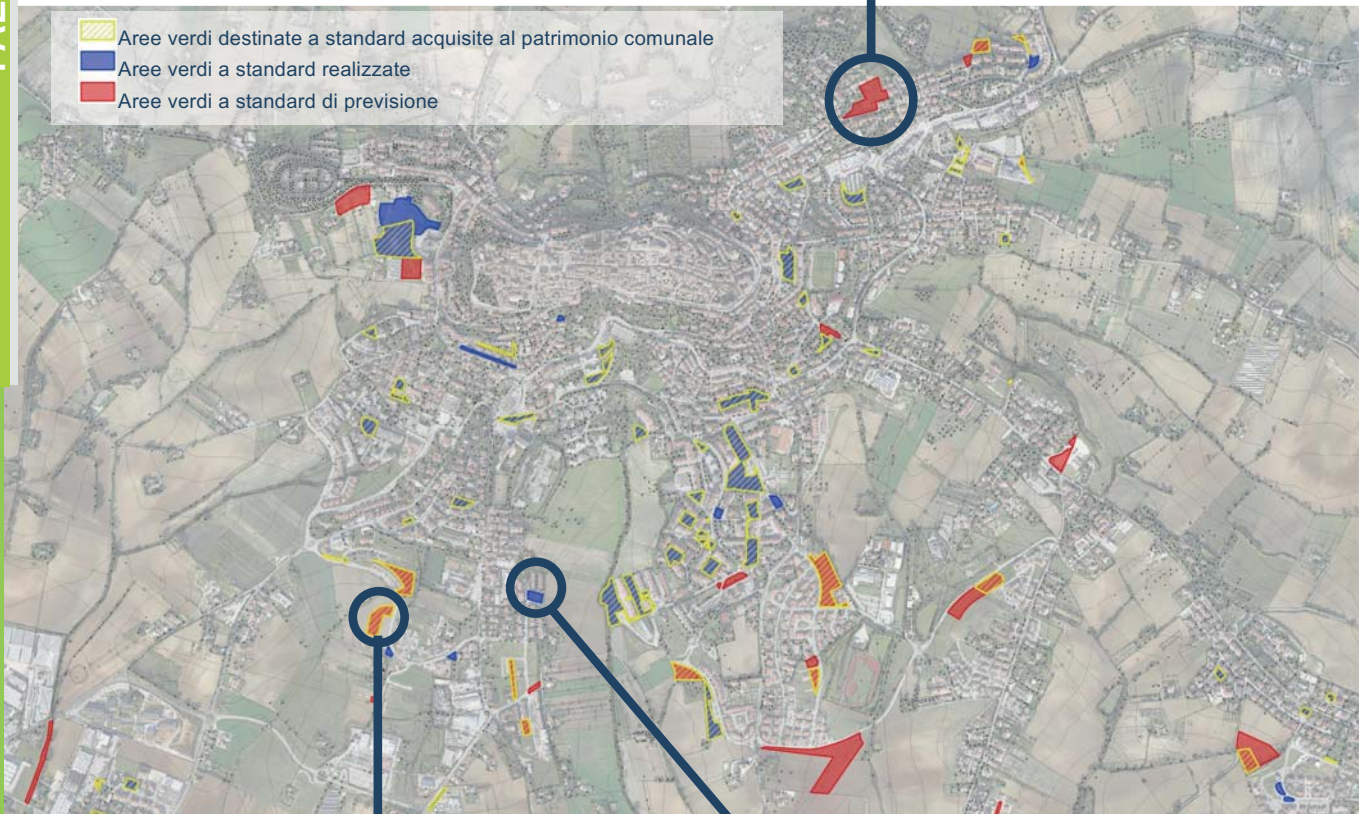 Aree verdi destinate a standard acquisite al patrimonio comunale
Aree verdi a standard realizzate
Aree verdi a standard di previsione